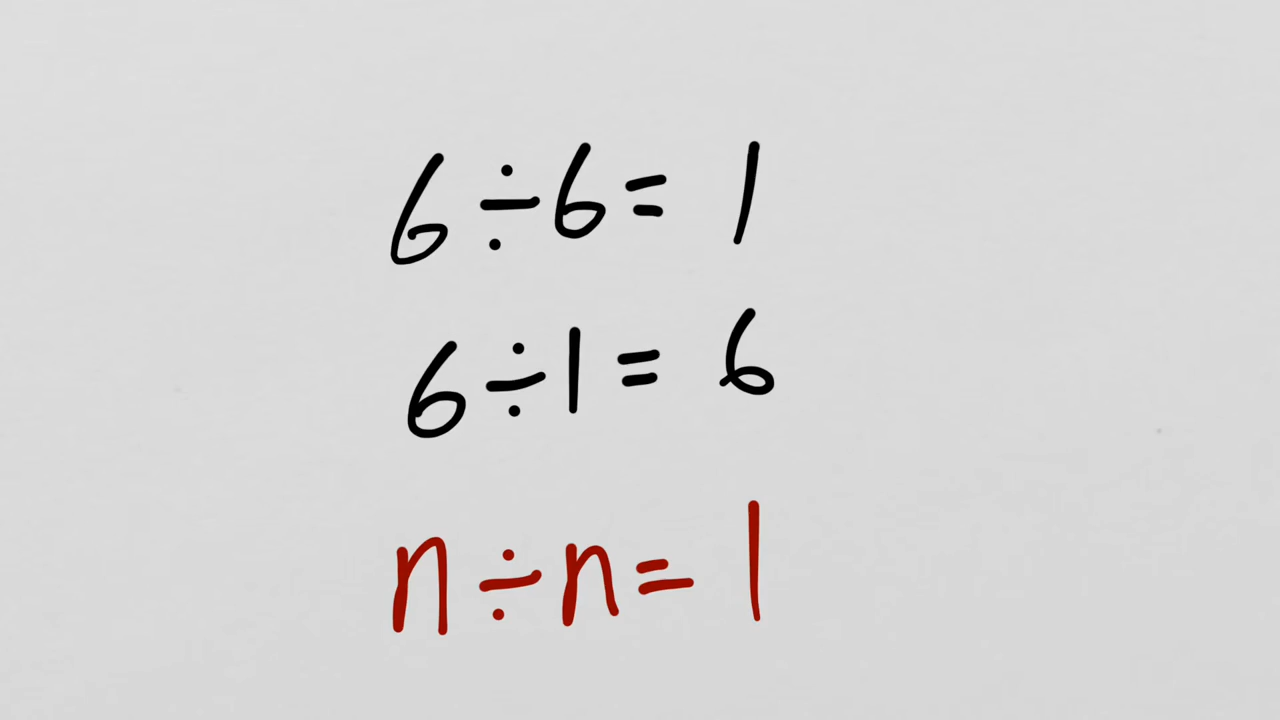 6 ÷ 6 = 1
6 ÷ 1 = 6
n ÷ n = 1